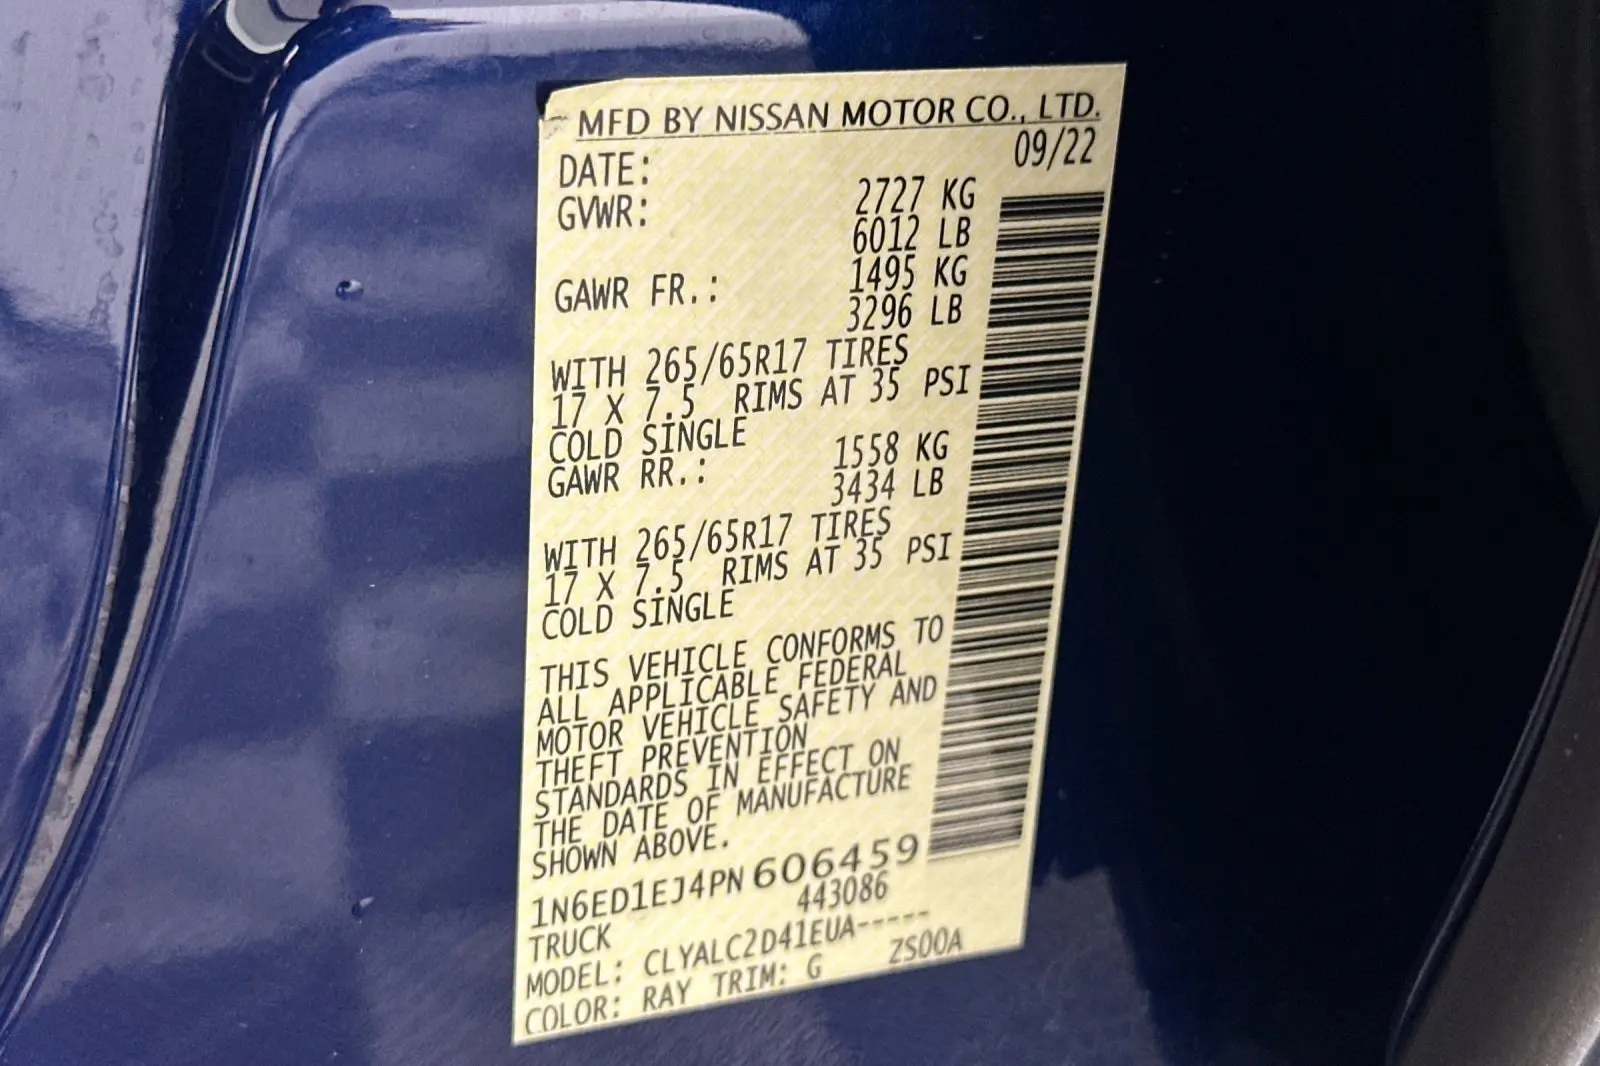 MFD BY NISSAN MOTOR CO., LTD.
DATE: 09/22
GVWR: 2727 KG
6012 LB
GAWR FR.: 1495 KG
3296 LB
WITH 265/65R17 TIRES
17 X 7.5 RIMS AT 35 PSI
COLD SINGLE
GAWR RR.: 1558 KG
3434 LB
WITH 265/65R17 TIRES
17 X 7.5 RIMS AT 35 PSI
COLD SINGLE
THIS VEHICLE CONFORMS TO
ALL APPLICABLE FEDERAL
MOTOR VEHICLE SAFETY AND
THEFT PREVENTION
STANDARDS IN EFFECT ON
THE DATE OF MANUFACTURE
SHOWN ABOVE.
1N6ED1EJ4PN606459
TRUCK 443086
MODEL: CLYALC2D41EUA-----
COLOR: RAY TRIM: G ZS00A